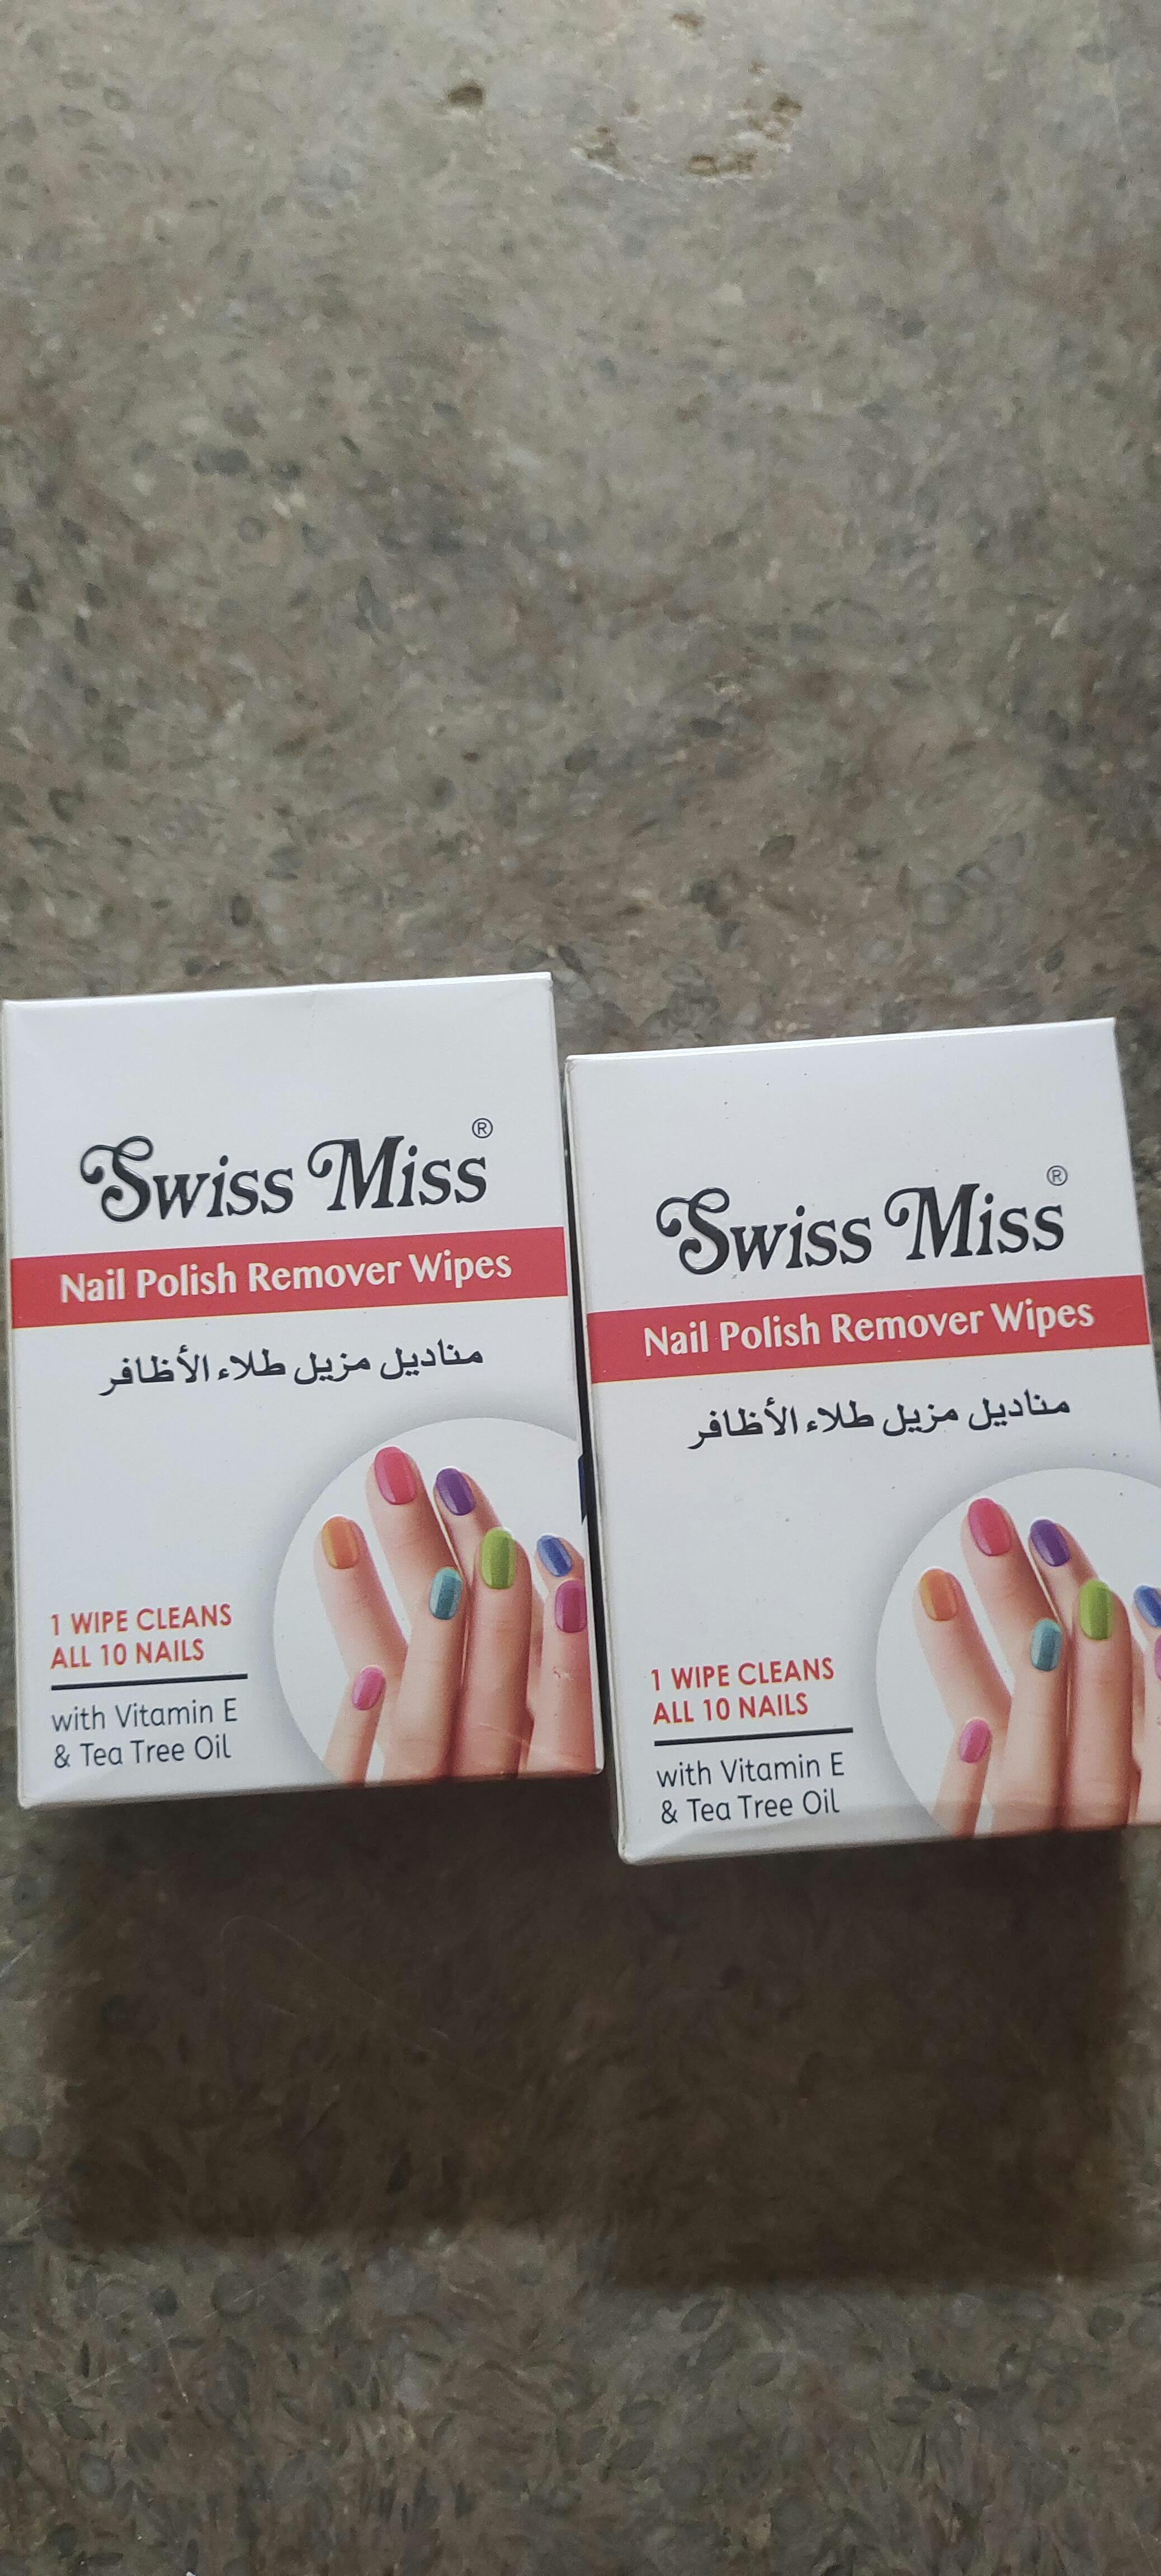 Swiss Miss®
Nail Polish Remover Wipes
مناديل مزيل طلاء الأظافر
1 WIPE CLEANS
ALL 10 NAILS
with Vitamin E
& Tea Tree Oil
Swiss Miss®
Nail Polish Remover Wipes
مناديل مزيل طلاء الأظافر
1 WIPE CLEANS
ALL 10 NAILS
with Vitamin E
& Tea Tree Oil